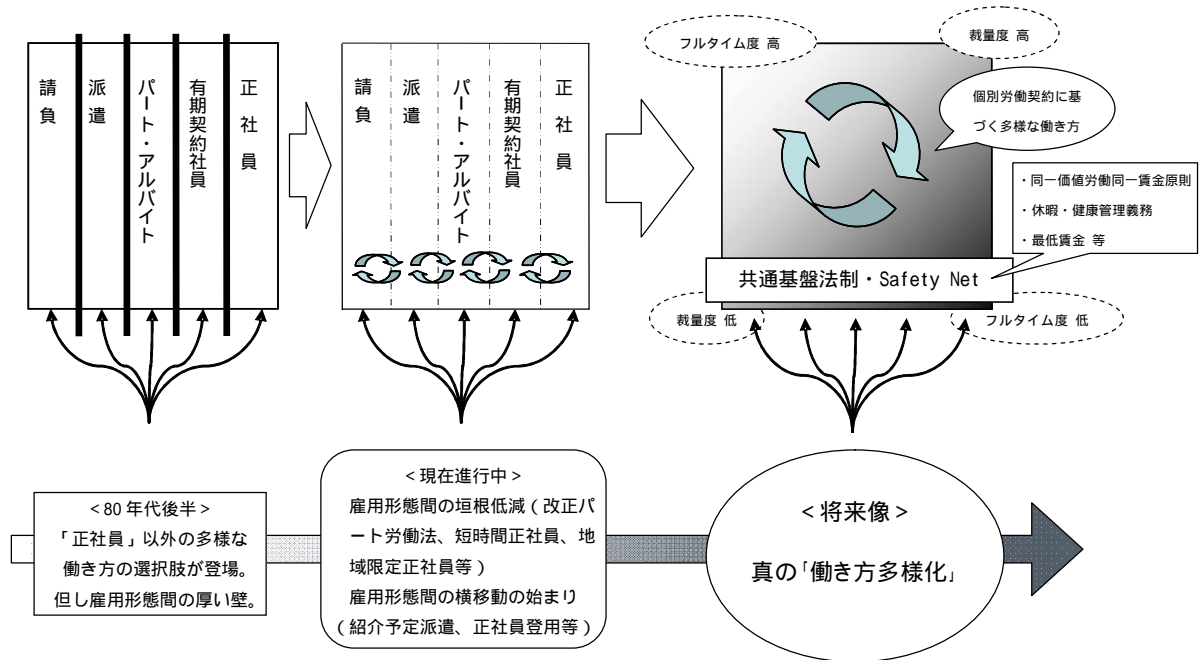 請負
派遣
パート・アルバイト
有期契約社員
正社員
請負
派遣
パート・アルバイト
有期契約社員
正社員
フルタイム度 高
裁量度 高
個別労働契約に基
づく多様な働き方
・同一価値労働同一賃金原則
・休暇・健康管理義務
・最低賃金 等
共通基盤法制・Safety Net
裁量度 低
フルタイム度 低
<80年代後半>
「正社員」以外の多様な
働き方の選択肢が登場。
但し雇用形態間の厚い壁。
<現在進行中>
雇用形態間の垣根低減(改正パ
ート労働法、短時間正社員、地
域限定正社員等)
雇用形態間の横移動の始まり
(紹介予定派遣、正社員登用等)
<将来像>
真の「働き方多様化」